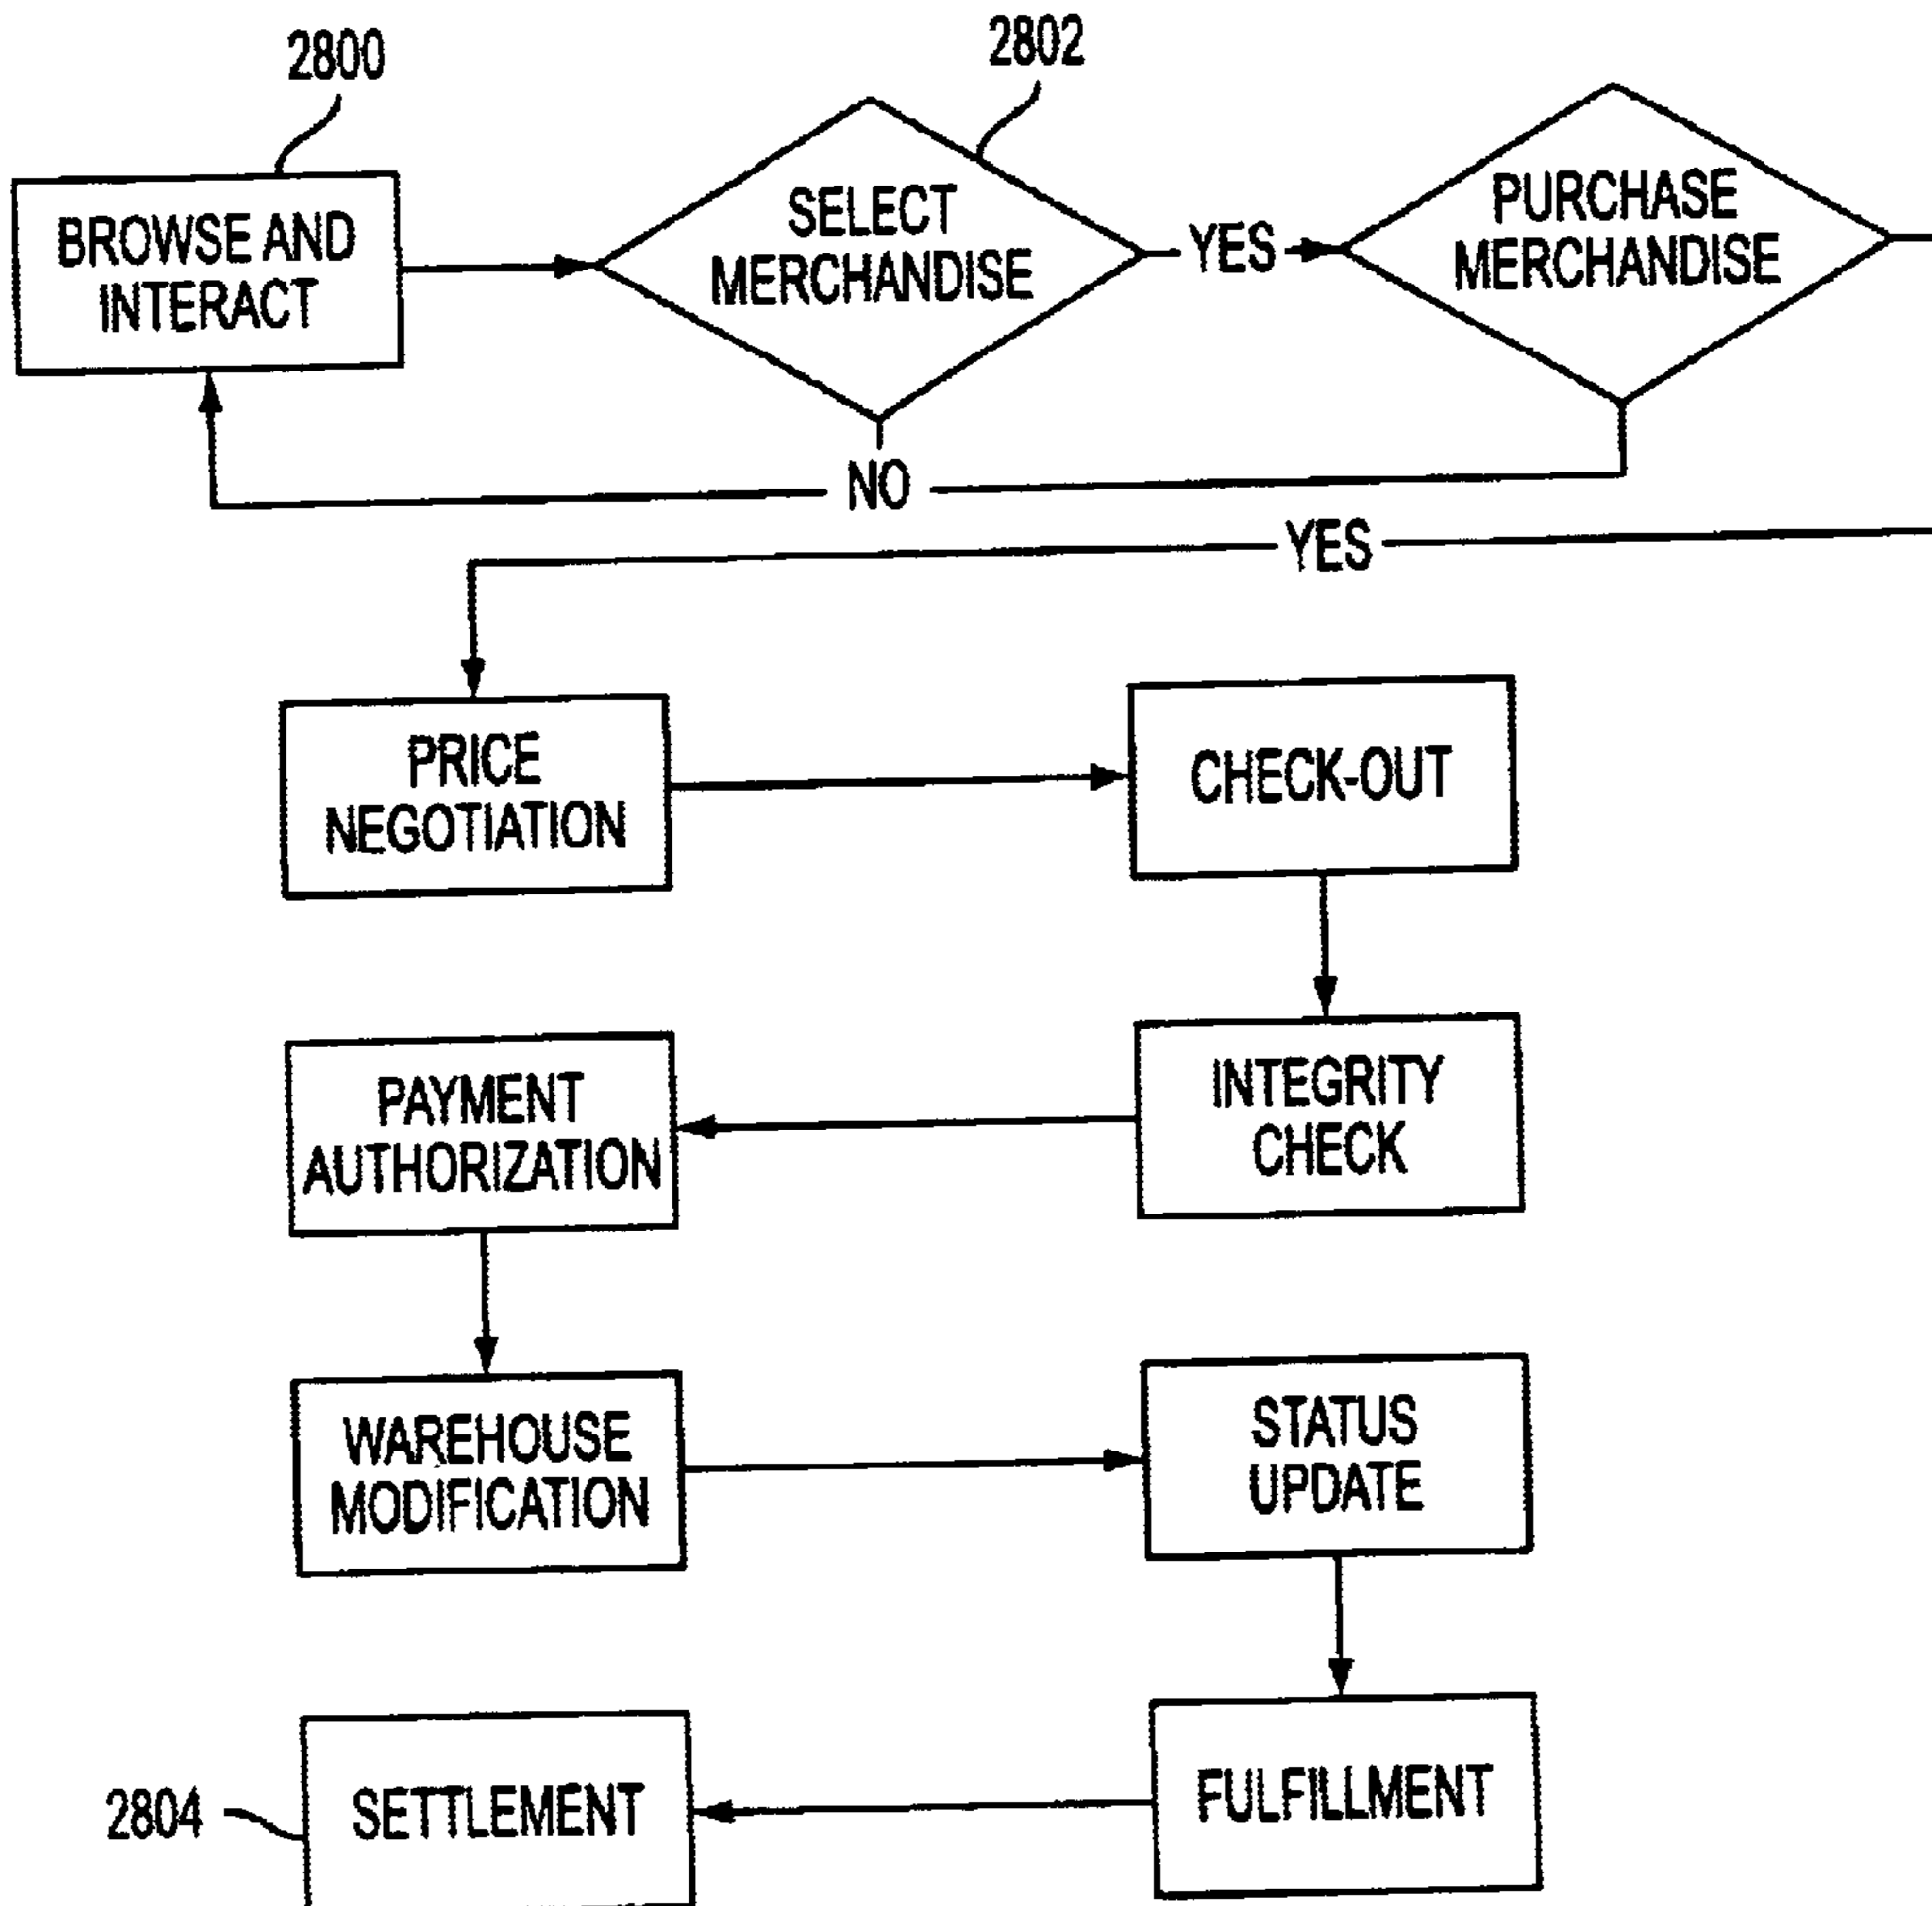 2800
2802
BROWSE AND
INTERACT
SELECT
MERCHANDISE
YES
PURCHASE
MERCHANDISE
NO
YES
PRICE
NEGOTIATION
CHECK-OUT
PAYMENT
AUTHORIZATION
INTEGRITY
CHECK
WAREHOUSE
MODIFICATION
STATUS
UPDATE
2804
SETTLEMENT
FULFILLMENT